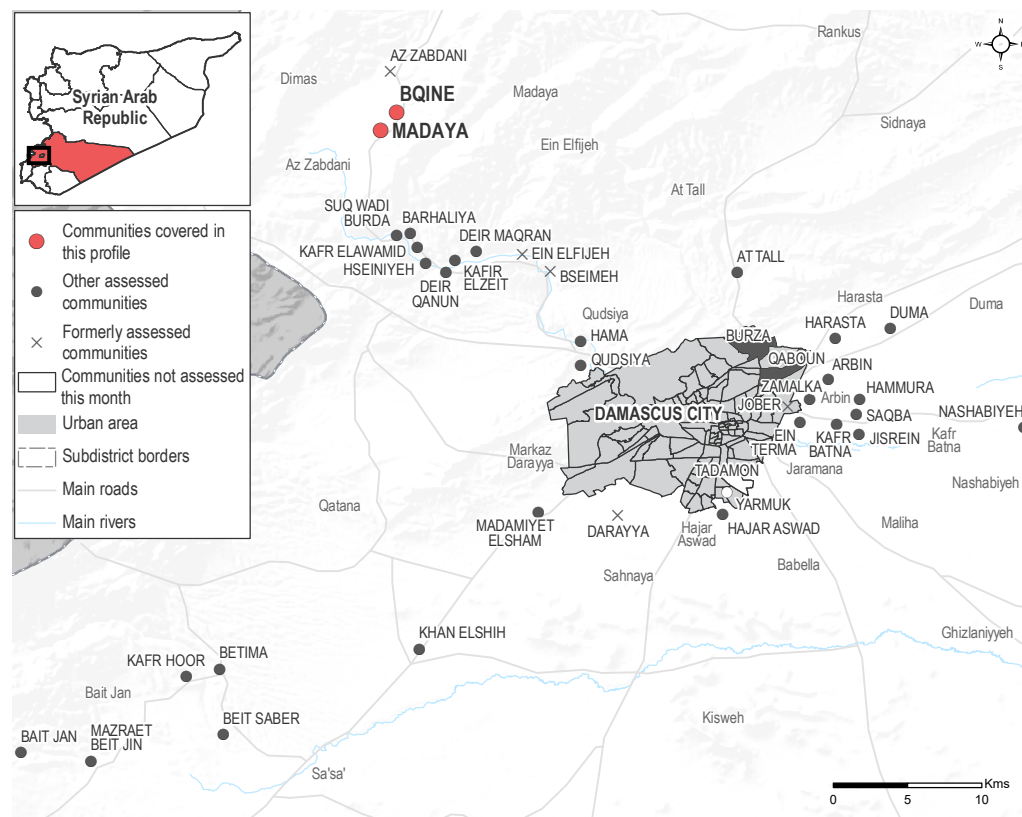 Syrian Arab
Republic
Communities covered in
this profile
Other assessed
communities
Formerly assessed
communities
Communities not assessed
this month
Urban area
Subdistrict borders
Main roads
Main rivers
N
W
S
Rankus
AZ ZABDANI
Dimas
BQINE
Madaya
MADAYA
Sidnaya
Ein Elfijeh
Az Zabdani
At Tall
SUQ WADI
BURDA
BARHALIYA
KAFR ELAWAMID
DEIR MAQRAN
EIN ELFIJEH
HSEINIYEH
KAFIR
ELZEIT
BSEIMEH
DEIR
QANUN
AT TALL
Harasta
Duma
Qudsiya
HAMA
BURZA
HARASTA
DUMA
QUDSIYA
QABOUN
ARBIN
ZAMALKA
Arbin
HAMMURA
JOBER
DAMASCUS CITY
SAQBA
NASHABIYEH
EIN
TERMA
KAFR
BATNA
JISREIN
Kafr
Batna
Markaz
Darayya
TADAMON
Jaramana
Nashabiyeh
Qatana
YARMUK
MADAMIYET
ELSHAM
DARAYYA
Hajar
Aswad
HAJAR ASWAD
Maliha
Sahnaya
Babella
KHAN ELSHIH
Ghizlaniyyeh
KAFR HOOR
BETIMA
Bait Jan
BEIT SABER
BAIT JAN
MAZRAET
BEIT JIN
Kisweh
Sa'sa'
Kms
0
5
10